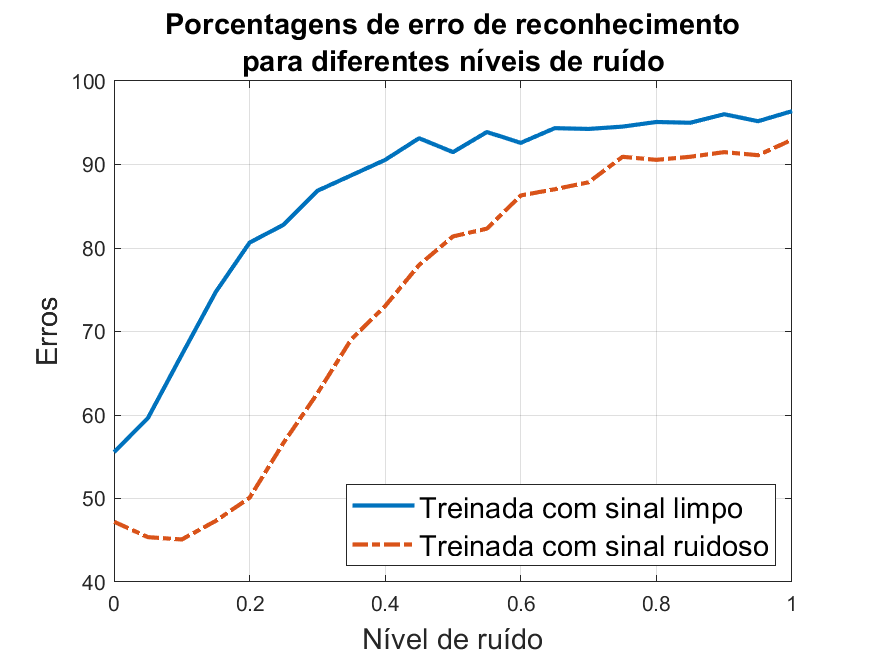 Porcentagens de erro de reconhecimento
para diferentes níveis de ruído
100
90
80
70
60
50
40
Erros
Treinada com sinal limpo
Treinada com sinal ruidoso
0 0.2 0.4 0.6 0.8 1
Nível de ruído